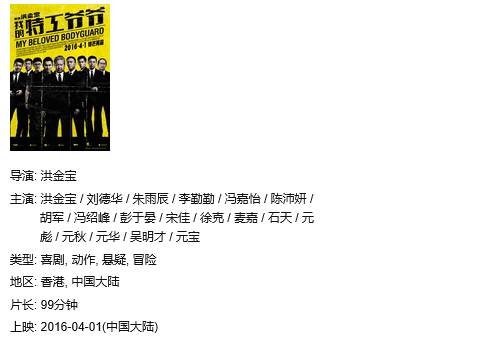 洪金宝
我的特工爷爷
MY BELOVED BODYGUARD
2016·4·1
导演: 洪金宝
主演: 洪金宝 / 刘德华 / 朱雨辰 / 李勤勤 / 冯嘉怡 / 陈沛妍 /
胡军 / 冯绍峰 / 彭于晏 / 宋佳 / 徐克 / 麦嘉 / 石天 / 元
彪 / 元秋 / 元华 / 吴明才 / 元宝
类型: 喜剧, 动作, 悬疑, 冒险
地区: 香港, 中国大陆
片长: 99分钟
上映: 2016-04-01(中国大陆)